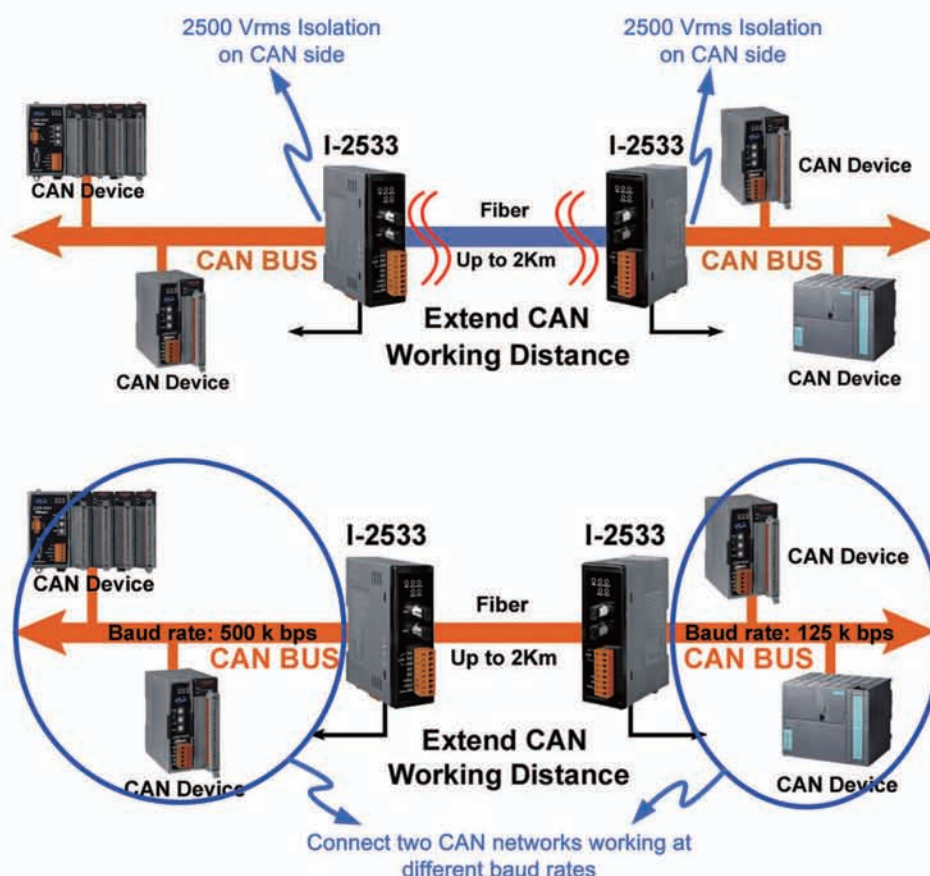 2500 Vrms Isolation
on CAN side
2500 Vrms Isolation
on CAN side
I-2533
I-2533
CAN Device
CAN Device
Fiber
CAN BUS
Up to 2Km
CAN BUS
Extend CAN
Working Distance
CAN Device
CAN Device
I-2533
I-2533
CAN Device
CAN Device
Fiber
Baud rate: 500 k bps
Baud rate: 125 k bps
CAN BUS
Up to 2Km
CAN BUS
Extend CAN
Working Distance
CAN Device
CAN Device
Connect two CAN networks working at
different baud rates